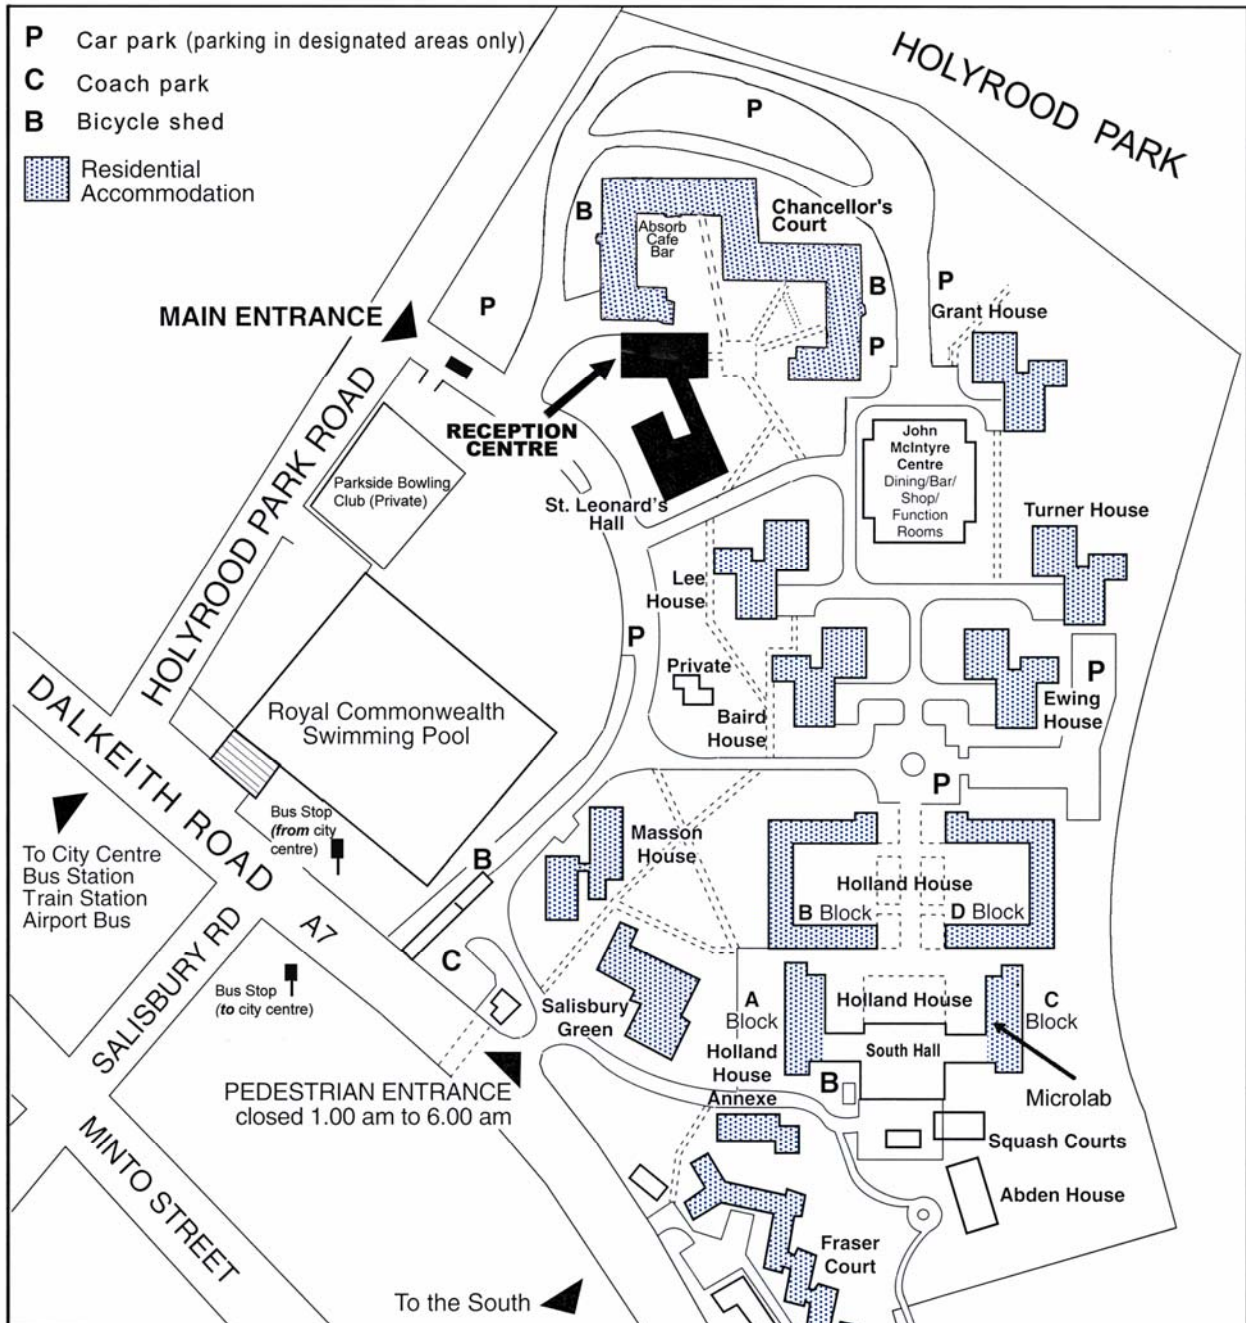 P Car park (parking in designated areas only)
C Coach park
B Bicycle shed
Residential
Accommodation
HOLYROOD PARK
P
B
Absorb
Cafe
Bar
Chancellor's
Court
B
P
P
Grant House
MAIN ENTRANCE
P
HOLYROOD PARK ROAD
RECEPTION
CENTRE
Parkside Bowling
Club (Private)
St. Leonard's
Hall
John
McIntyre
Centre
Dining/Bar/
Shop/
Function
Rooms
Turner House
Lee
House
P
Private
Baird
House
Ewing
House
P
P
Royal Commonwealth
Swimming Pool
DALKEITH ROAD
A7
To City Centre
Bus Station
Train Station
Airport Bus
Bus Stop
(from city
centre)
Masson
House
B
Holland House
B Block
D Block
SALISBURY RD
Bus Stop
(to city centre)
C
Salisbury
Green
A
Block
Holland House
C
Block
South Hall
Holland
House
Annexe
B
Microlab
PEDESTRIAN ENTRANCE
closed 1.00 am to 6.00 am
Squash Courts
Abden House
MINTO STREET
Fraser
Court
To the South